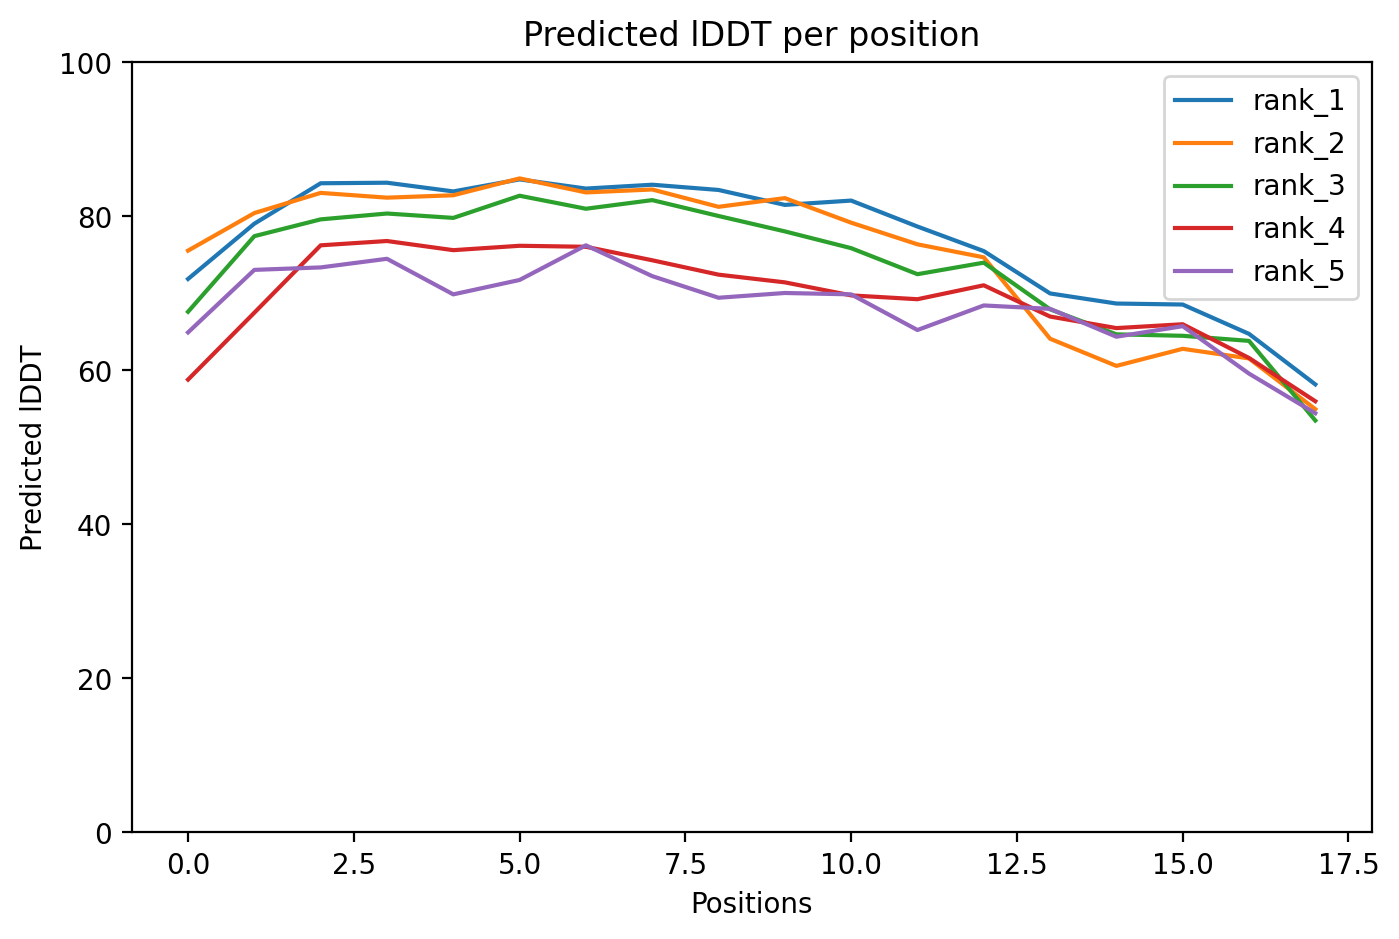 Predicted lDDT per position
100
80
60
40
20
0
Predicted lDDT
rank_1
rank_2
rank_3
rank_4
rank_5
0.0 2.5 5.0 7.5 10.0 12.5 15.0 17.5
Positions